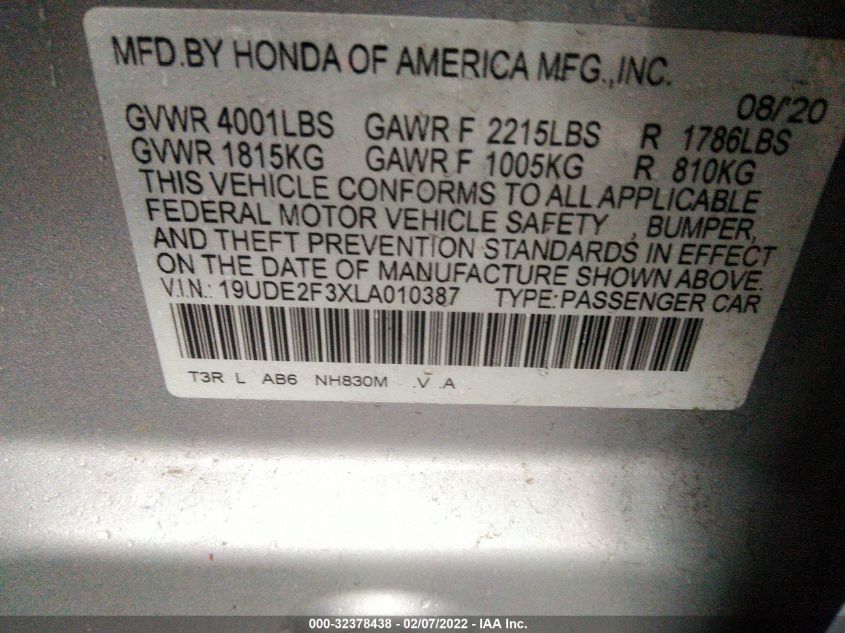 MFD.BY HONDA OF AMERICA MFG.,INC.
08/'20
GVWR 4001LBS GAWR F 2215LBS R 1786LBS
GVWR 1815KG GAWR F 1005KG R 810KG
THIS VEHICLE CONFORMS TO ALL APPLICABLE
FEDERAL MOTOR VEHICLE SAFETY , BUMPER,
AND THEFT PREVENTION STANDARDS IN EFFECT
ON THE DATE OF MANUFACTURE SHOWN ABOVE.
V.I.N.: 19UDE2F3XLA010387 TYPE:PASSENGER CAR
T3R L AB6 NH830M .V .A
000-32378438 - 02/07/2022 - IAA Inc.